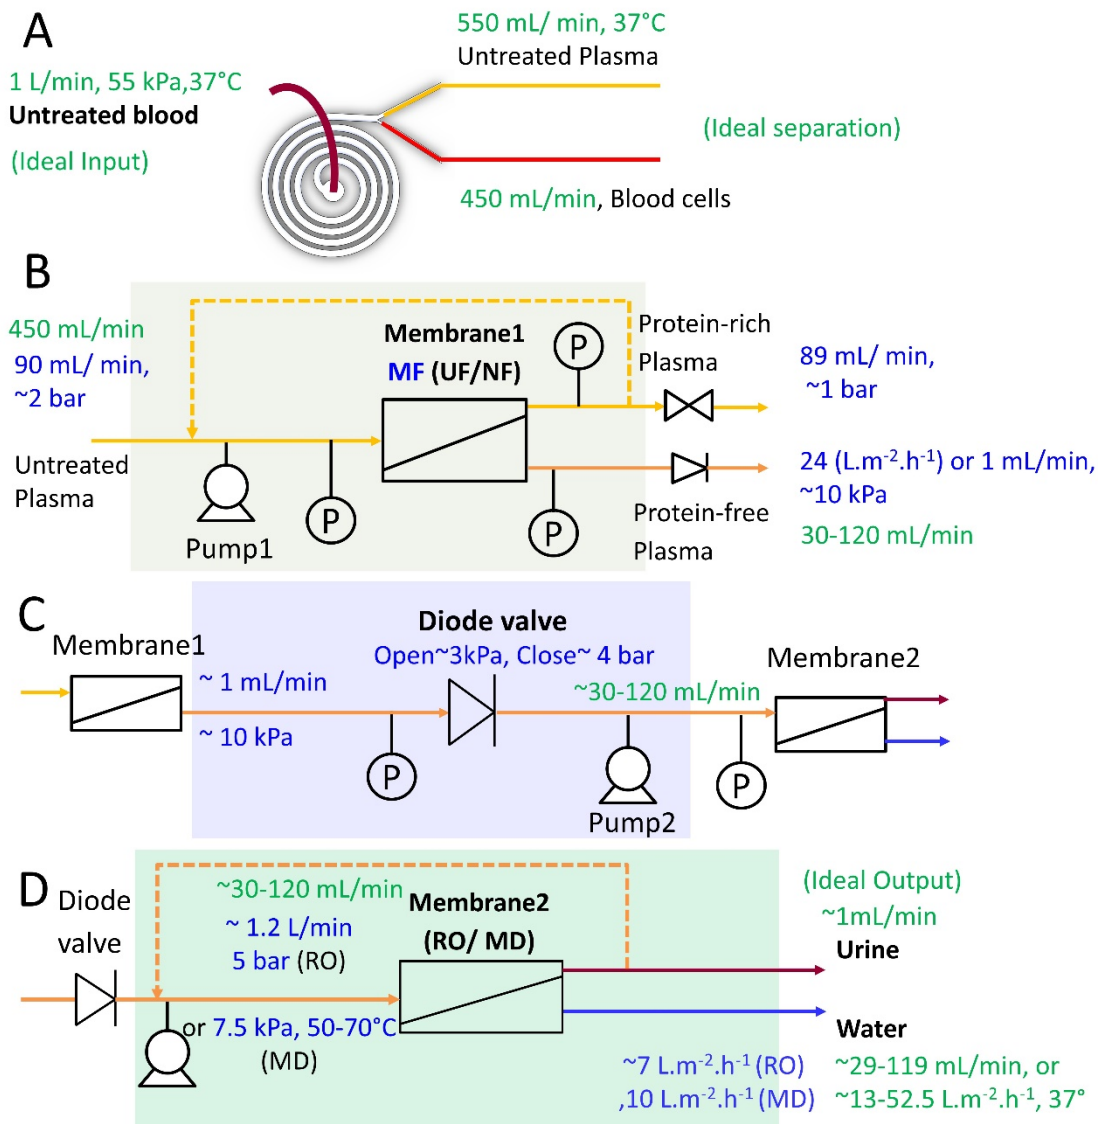 A
550 mL/ min, 37°C
Untreated Plasma
1 L/min, 55 kPa,37°C
Untreated blood
(Ideal Input)
(Ideal separation)
450 mL/min, Blood cells
B
450 mL/min
90 mL/ min,
~2 bar
Membrane1
MF (UF/NF)
P
Protein-rich
Plasma
89 mL/ min,
~1 bar
Untreated
Plasma
Pump1
P
P
Protein-free
Plasma
24 (L.m-2.h-1) or 1 mL/min,
~10 kPa
30-120 mL/min
C
Membrane1
Diode valve
Open~3kPa, Close~ 4 bar
Membrane2
~ 1 mL/min
~30-120 mL/min
~ 10 kPa
P
P
Pump2
D
Diode
valve
~30-120 mL/min
~ 1.2 L/min
5 bar (RO)
Membrane2
(RO/ MD)
(Ideal Output)
~1mL/min
Urine
or 7.5 kPa, 50-70°C
(MD)
Water
~7 L.m-2.h-1 (RO)
,10 L.m-2.h-1 (MD)
~29-119 mL/min, or
~13-52.5 L.m-2.h-1, 37°